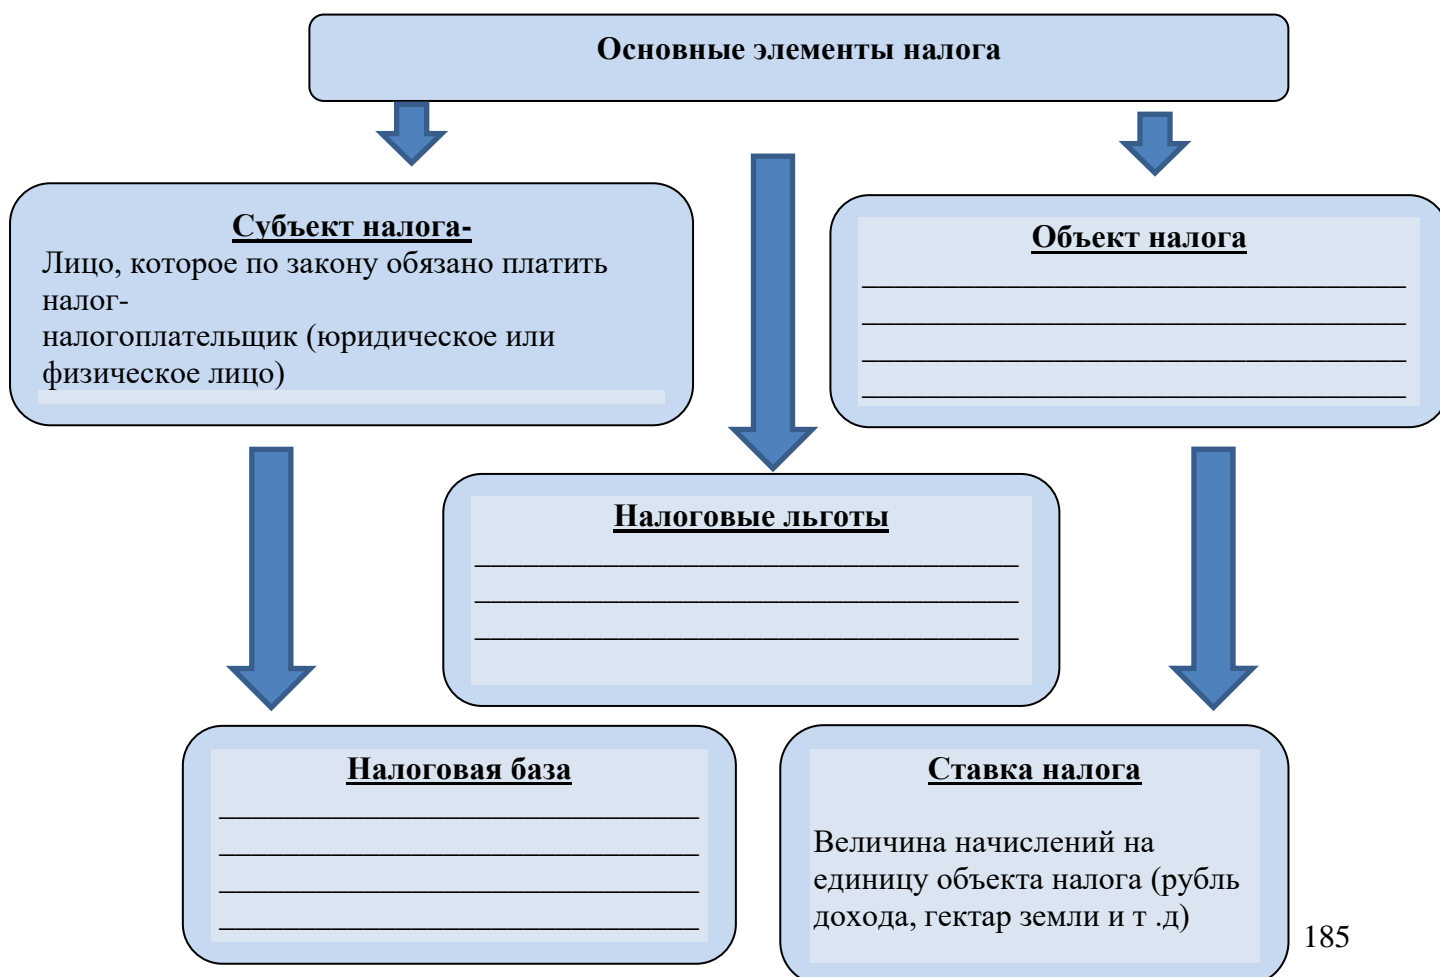 Основные элементы налога
Субъект налога-
Лицо, которое по закону обязано платить
налог-
налогоплательщик (юридическое или
физическое лицо)
Объект налога
Налоговые льготы
Налоговая база
Ставка налога
Величина начислений на
единицу объекта налога (рубль
дохода, гектар земли и т .д)
185